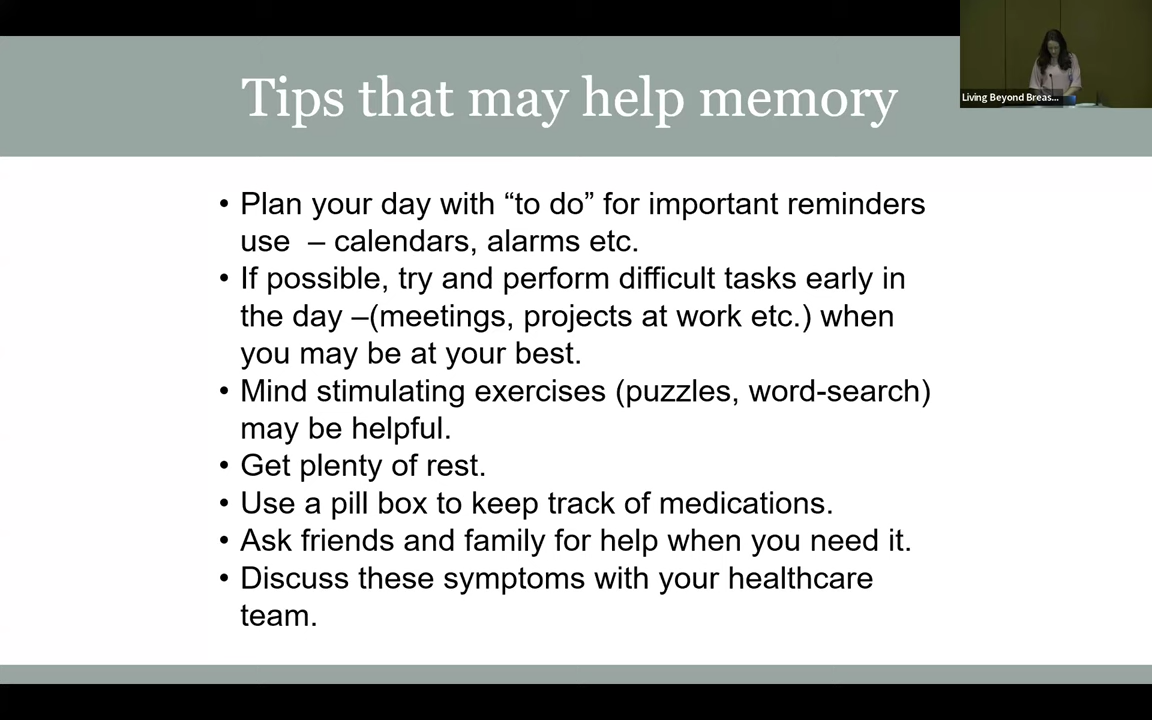 Tips that may help memory
Living Beyond Breas...
• Plan your day with “to do” for important reminders
use – calendars, alarms etc.
• If possible, try and perform difficult tasks early in
the day –(meetings, projects at work etc.) when
you may be at your best.
• Mind stimulating exercises (puzzles, word-search)
may be helpful.
• Get plenty of rest.
• Use a pill box to keep track of medications.
• Ask friends and family for help when you need it.
• Discuss these symptoms with your healthcare
team.